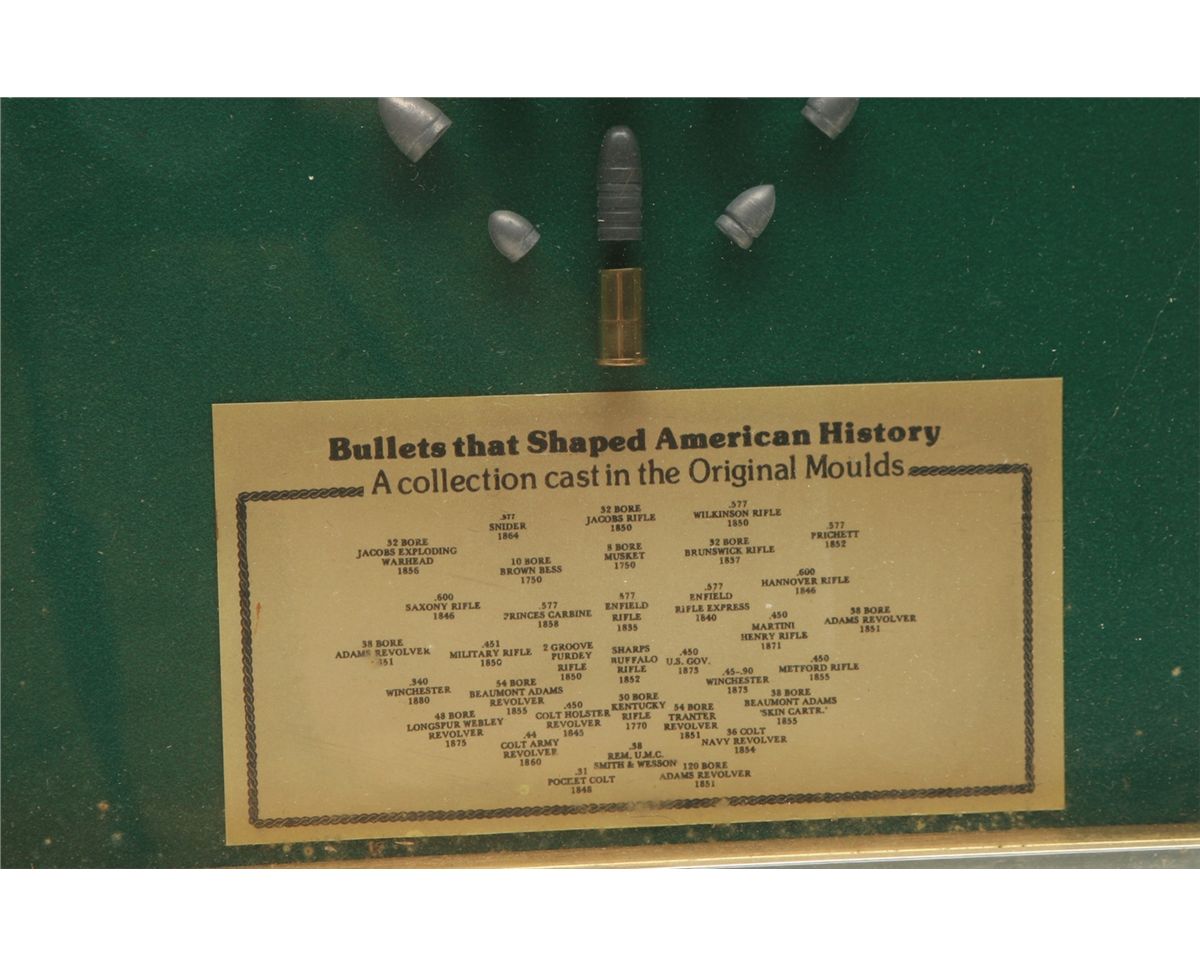 Bullets that Shaped American History
A collection cast in the Original Moulds
.577
SNIDER
1864
32 BORE
JACOBS RIFLE
1850
.577
WILKINSON RIFLE
1850
.577
PRICHETT
1852
32 BORE
JACOBS EXPLODING
WARHEAD
1856
10 BORE
BROWN BESS
1750
8 BORE
MUSKET
1750
32 BORE
BRUNSWICK RIFLE
1837
.600
HANNOVER RIFLE
1846
.600
SAXONY RIFLE
1846
.577
PRINCES CARBINE
1858
.577
ENFIELD
RIFLE
1835
.577
ENFIELD
RIFLE EXPRESS
1840
.450
MARTINI
HENRY RIFLE
1871
38 BORE
ADAMS REVOLVER
1851
38 BORE
ADAMS REVOLVER
1851
.451
MILITARY RIFLE
1850
2 GROOVE
PURDEY
RIFLE
1850
SHARPS
BUFFALO
RIFLE
1852
.450
U.S. GOV.
1873
.45-.90
WINCHESTER
1873
.450
METFORD RIFLE
1855
.340
WINCHESTER
1880
54 BORE
BEAUMONT ADAMS
REVOLVER
1855
.450
COLT HOLSTER
REVOLVER
1845
50 BORE
KENTUCKY
RIFLE
1770
54 BORE
TRANTER
REVOLVER
1851
38 BORE
BEAUMONT ADAMS
'SKIN CARTR.'
1855
48 BORE
LONGSPUR WEBLEY
REVOLVER
1875
.44
COLT ARMY
REVOLVER
1860
.38
REM. U.M.C.
SMITH & WESSON
36 COLT
NAVY REVOLVER
1854
.31
POCKET COLT
1848
120 BORE
ADAMS REVOLVER
1851